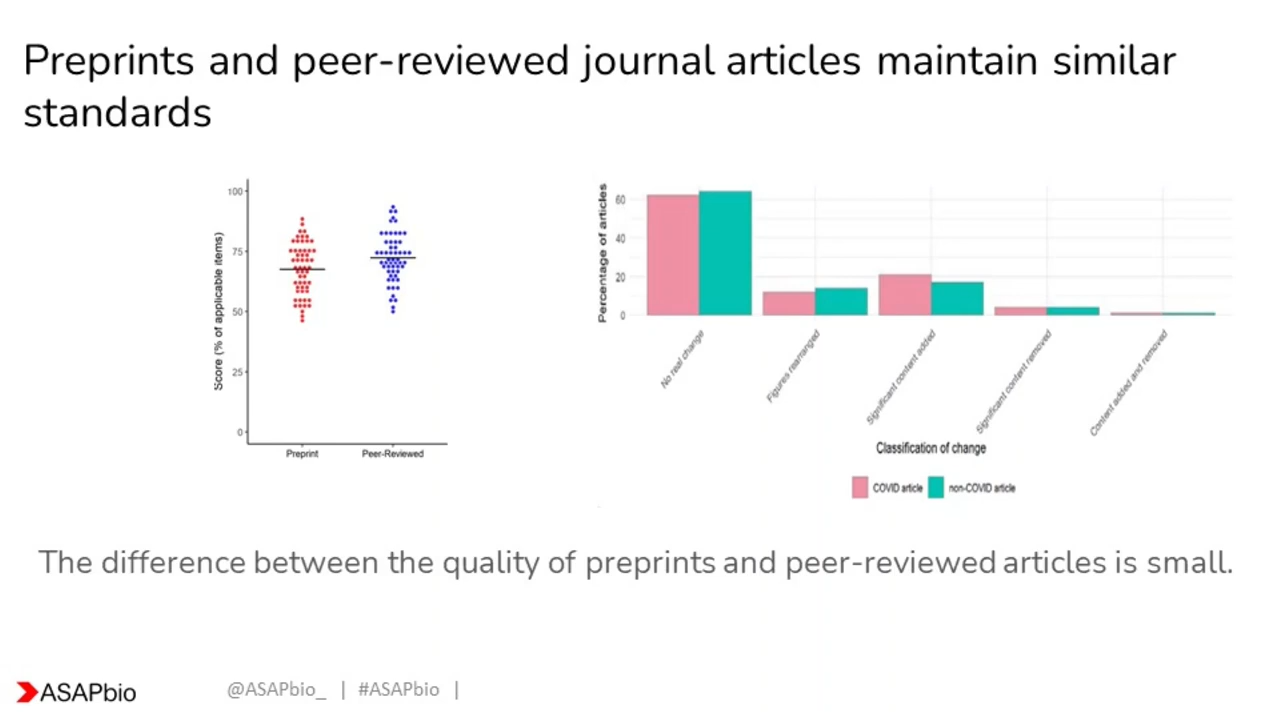 Preprints and peer-reviewed journal articles maintain similar
standards
Score (% of applicable items)
100
75
50
25
0
Preprint
Peer-Reviewed
Percentage of articles
60
40
20
0
No real change
Figures rearranged
Significant content added
Significant content removed
Content added and removed
Classification of change
COVID article
non-COVID article
The difference between the quality of preprints and peer-reviewed articles is small.
ASAPbio
@ASAPbio_ | #ASAPbio |